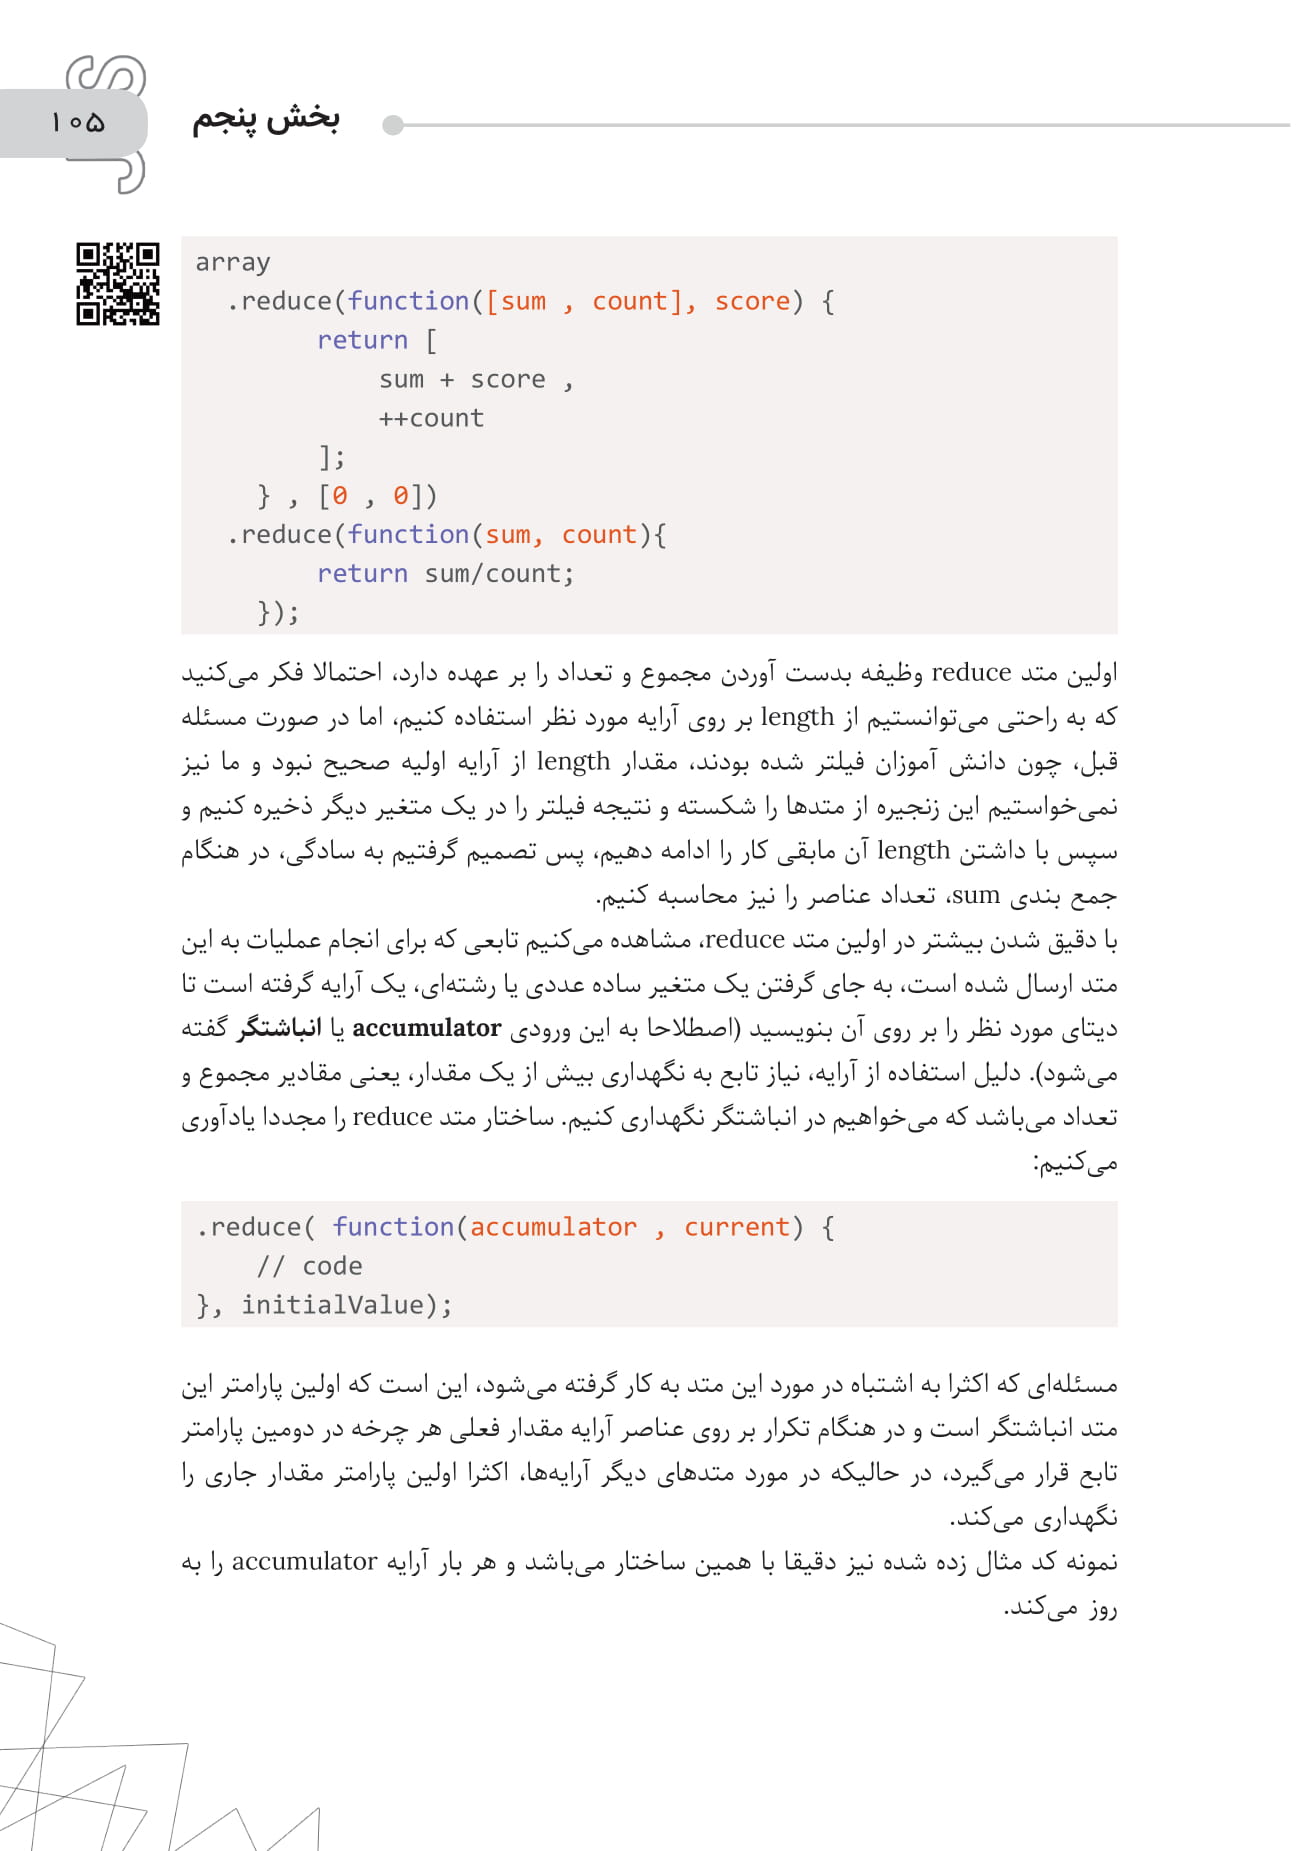 ۱۰۵
بخش پنجم
JS
array
.reduce(function([sum , count], score) {
return [
sum + score ,
++count
];
} , [0 , 0])
.reduce(function(sum, count){
return sum/count;
});
اولین متد reduce وظیفه بدست آوردن مجموع و تعداد را بر عهده دارد، احتمالا فکر می‌کنید
که به راحتی می‌توانستیم از length بر روی آرایه مورد نظر استفاده کنیم، اما در صورت مسئله
قبل، چون دانش آموزان فیلتر شده بودند، مقدار length از آرایه اولیه صحیح نبود و ما نیز
نمی‌خواستیم این زنجیره از متدها را شکسته و نتیجه فیلتر را در یک متغیر دیگر ذخیره کنیم و
سپس با داشتن length آن مابقی کار را ادامه دهیم، پس تصمیم گرفتیم به سادگی، در هنگام
جمع بندی sum، تعداد عناصر را نیز محاسبه کنیم.
با دقیق شدن بیشتر در اولین متد reduce، مشاهده می‌کنیم تابعی که برای انجام عملیات به این
متد ارسال شده است، به جای گرفتن یک متغیر ساده عددی یا رشته‌ای، یک آرایه گرفته است تا
دیتای مورد نظر را بر روی آن بنویسید (اصطلاحا به این ورودی accumulator یا انباشتگر گفته
می‌شود). دلیل استفاده از آرایه، نیاز تابع به نگهداری بیش از یک مقدار، یعنی مقادیر مجموع و
تعداد می‌باشد که می‌خواهیم در انباشتگر نگهداری کنیم. ساختار متد reduce را مجددا یادآوری
می‌کنیم:
.reduce( function(accumulator , current) {
// code
}, initialValue);
مسئله‌ای که اکثرا به اشتباه در مورد این متد به کار گرفته می‌شود، این است که اولین پارامتر این
متد انباشتگر است و در هنگام تکرار بر روی عناصر آرایه مقدار فعلی هر چرخه در دومین پارامتر
تابع قرار می‌گیرد، در حالیکه در مورد متدهای دیگر آرایه‌ها، اکثرا اولین پارامتر مقدار جاری را
نگهداری می‌کند.
نمونه کد مثال زده شده نیز دقیقا با همین ساختار می‌باشد و هر بار آرایه accumulator را به
روز می‌کند.